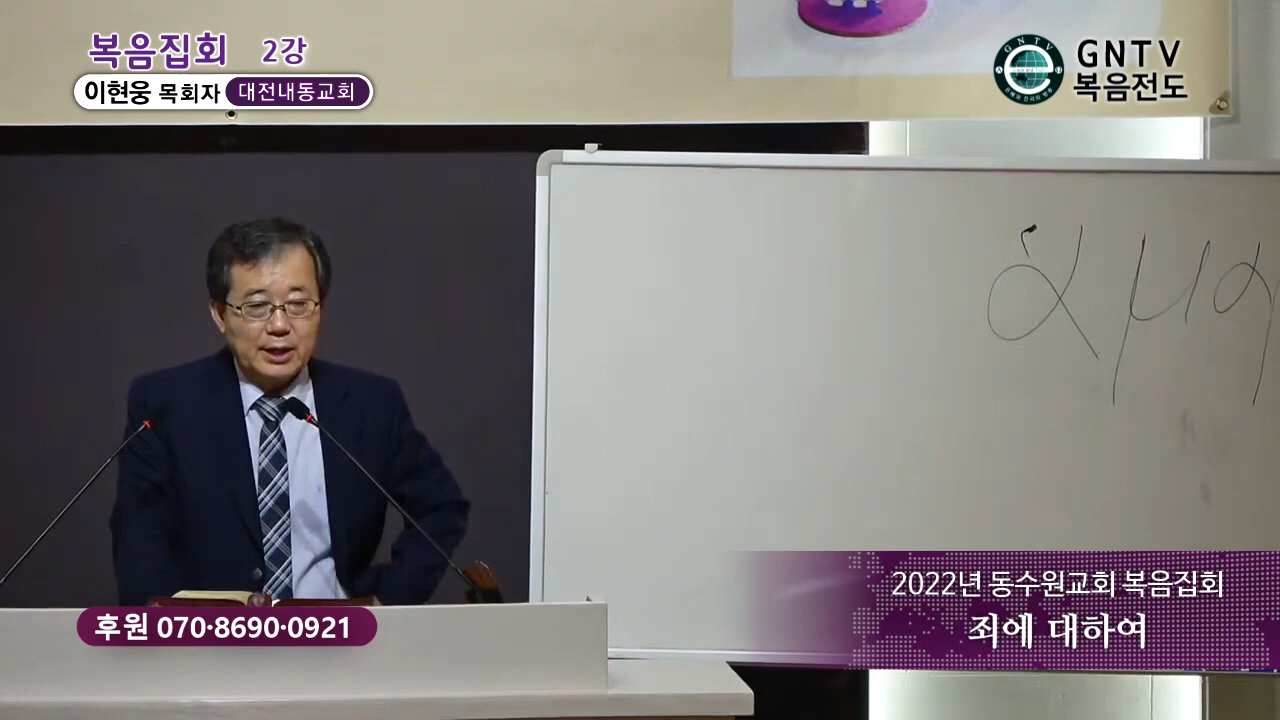 복음집회 2강
이현웅 목회자 대전내동교회
GNTV
복음전도
2022년 동수원교회 복음집회
죄에 대하여
후원 070·8690·0921